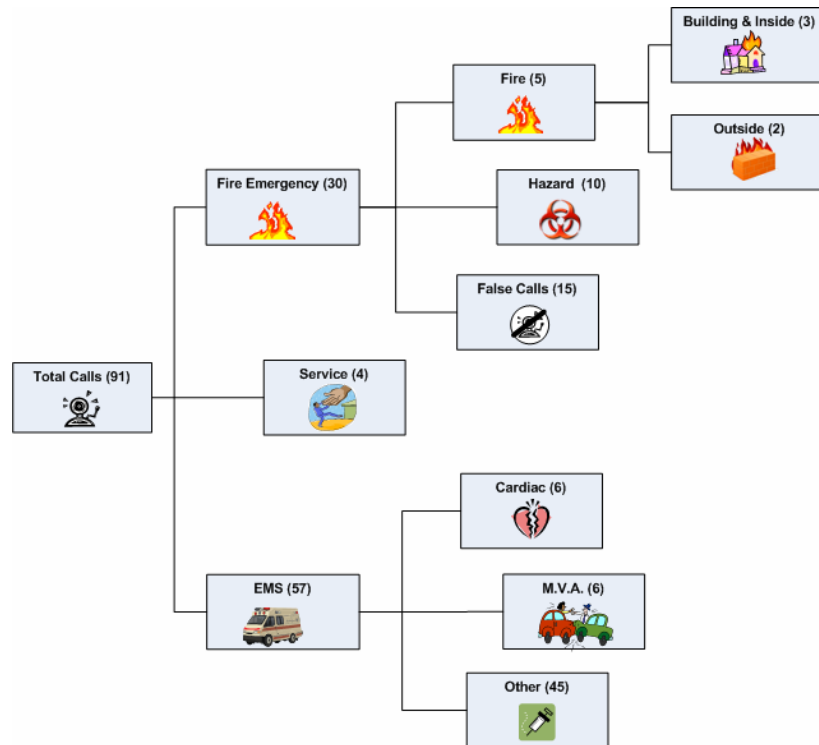 Building & Inside (3)
Fire (5)
Outside (2)
Fire Emergency (30)
Hazard (10)
False Calls (15)
Total Calls (91)
Service (4)
Cardiac (6)
EMS (57)
M.V.A. (6)
Other (45)